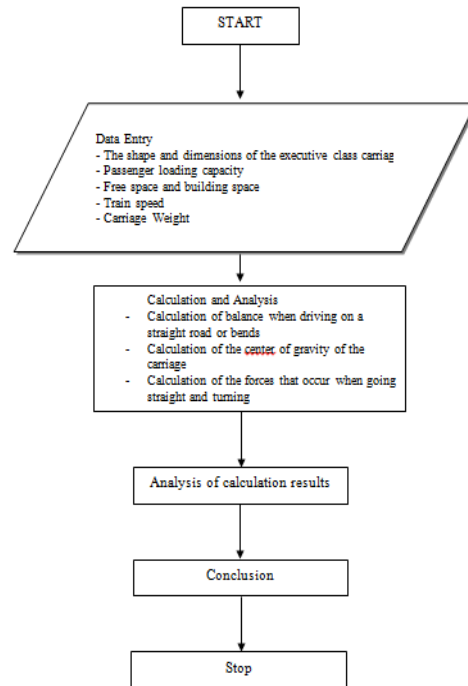 START
Data Entry
- The shape and dimensions of the executive class carriag
- Passenger loading capacity
- Free space and building space
- Train speed
- Carriage Weight
Calculation and Analysis
- Calculation of balance when driving on a
straight road or bends
- Calculation of the center of gravity of the
carriage
- Calculation of the forces that occur when going
straight and turning
Analysis of calculation results
Conclusion
Stop